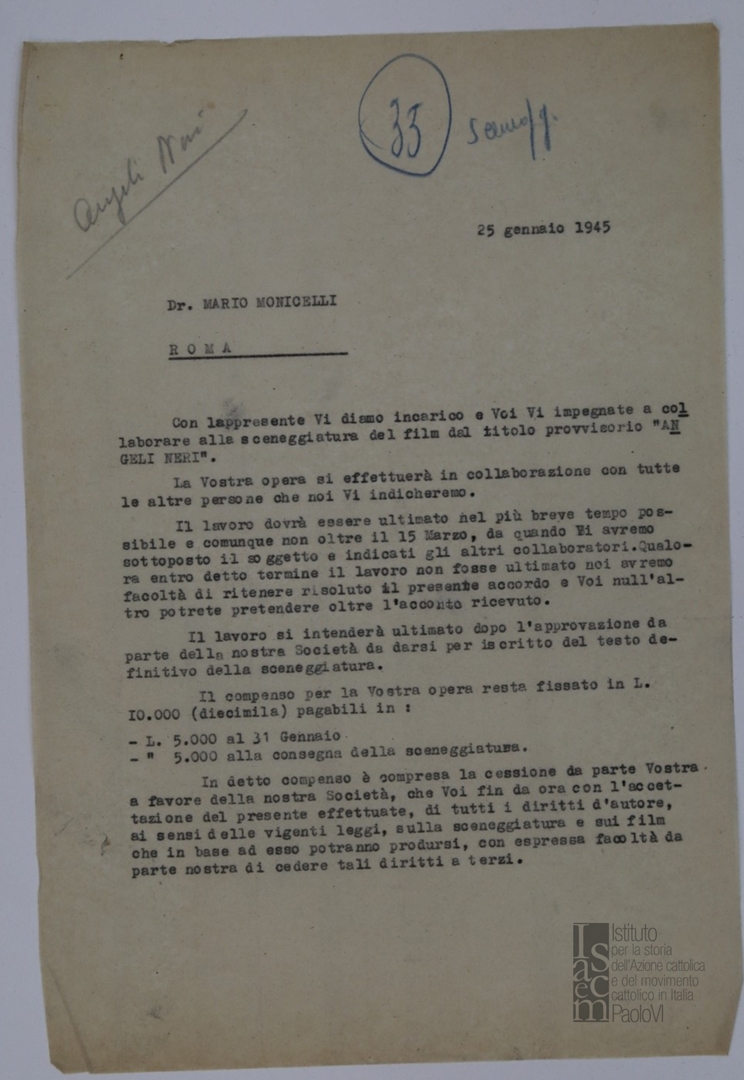 Angeli Neri
33
sceneg.
25 gennaio 1945
Dr. MARIO MONICELLI
R O M A
Con lappresente Vi diamo incarico e Voi Vi impegnate a col
laborare alla sceneggiatura del film dal titolo provvisorio "AN
GELI NERI".
La Vostra opera si effettuerà in collaborazione con tutte
le altre persone che noi Vi indicheremo.
Il lavoro dovrà essere ultimato nel più breve tempo pos-
sibile e comunque non oltre il 15 Marzo, da quando Vi avremo
sottoposto il soggetto e indicati gli altri collaboratori.Qualo-
ra entro detto termine il lavoro non fosse ultimato noi avremo
facoltà di ritenere risoluto il presente accordo e Voi null'al-
tro potrete pretendere oltre l'acconto ricevuto.
Il lavoro si intenderà ultimato dopo l'approvazione da
parte della nostra Società da darsi per iscritto del testo de-
finitivo della sceneggiatura.
Il compenso per la Vostra opera resta fissato in L.
I0.000 (diecimila) pagabili in :
- L. 5.000 al 31 Gennaio
- " 5.000 alla consegna della sceneggiatura.
In detto compenso è compresa la cessione da parte Vostra
a favore della nostra Società, che Voi fin da ora con l'accet-
tazione del presente effettuate, di tutti i diritti d'autore,
ai sensi delle vigenti leggi, sulla sceneggiatura e sui film
che in base ad esso potranno prodursi, con espressa facoltà da
parte nostra di cedere tali diritti a terzi.
Isacem
Istituto
per la storia
dell'Azione cattolica
e del movimento
cattolico in Italia
PaoloVI